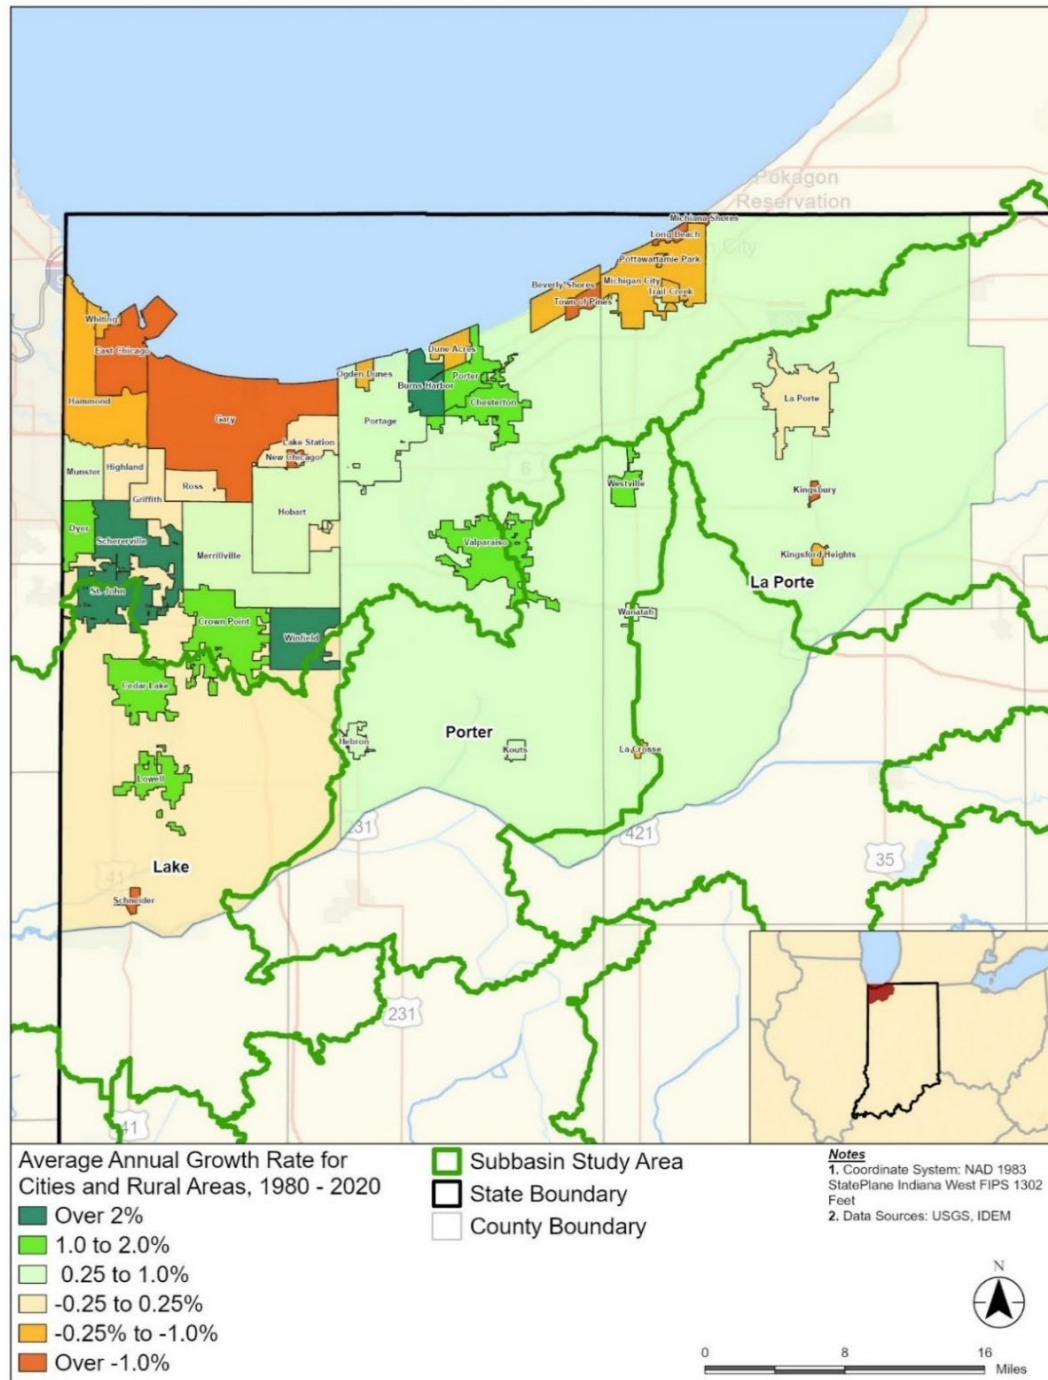 Pokagon
Reservation
Michiana Shores
Long Beach
City
Pottawattamie Park
Beverly Shores
Michigan City
Trail Creek
Town of Pines
Whiting
East Chicago
Dune Acres
Ogden Dunes
Burns Harbor
Porter
Hammond
Chesterton
La Porte
Gary
Portage
Lake Station
New Chicago
6
Munster
Highland
Ross
Griffith
Westville
Kingsbury
Hobart
Dyer
Schererville
Merrillville
Valparaiso
Kingsford Heights
La Porte
St. John
Wanatah
Crown Point
Winfield
Cedar Lake
Porter
Hebron
Kouts
La Crosse
Lowell
231
421
35
Lake
41
Schneider
231
41
Average Annual Growth Rate for
Cities and Rural Areas, 1980 - 2020
Over 2%
1.0 to 2.0%
0.25 to 1.0%
-0.25 to 0.25%
-0.25% to -1.0%
Over -1.0%
Subbasin Study Area
State Boundary
County Boundary
Notes
1. Coordinate System: NAD 1983
StatePlane Indiana West FIPS 1302
Feet
2. Data Sources: USGS, IDEM
N
0 8 16
Miles